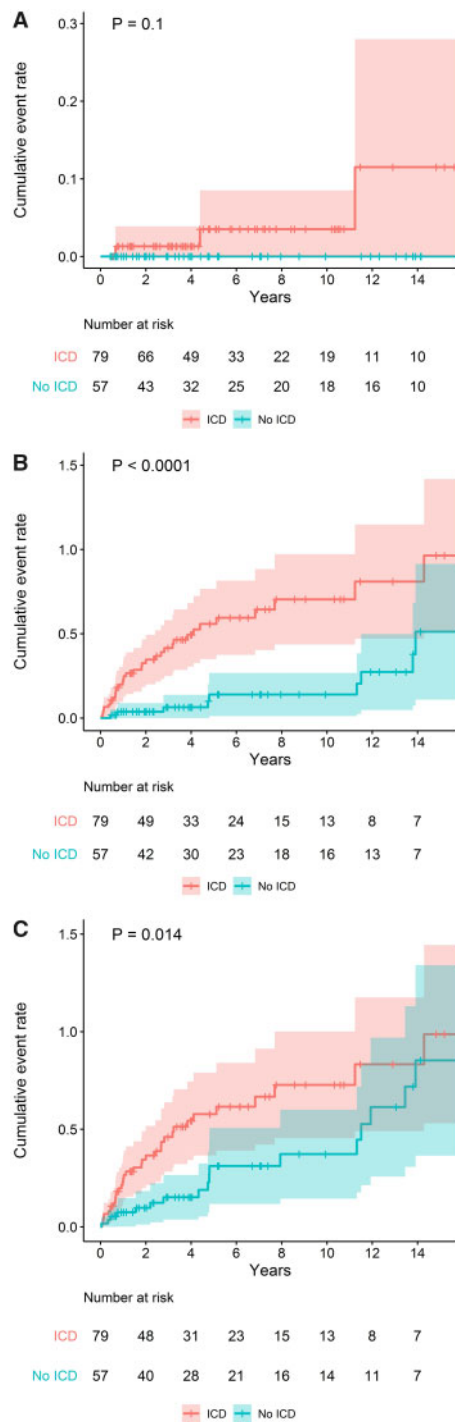 A
P = 0.1
Cumulative event rate
0.3
0.2
0.1
0.0
0 2 4 6 8 10 12 14
Years
Number at risk
ICD 79 66 49 33 22 19 11 10
No ICD 57 43 32 25 20 18 16 10
ICD No ICD
B
P < 0.0001
Cumulative event rate
1.5
1.0
0.5
0.0
0 2 4 6 8 10 12 14
Years
Number at risk
ICD 79 49 33 24 15 13 8 7
No ICD 57 42 30 23 18 16 13 7
ICD No ICD
C
P = 0.014
Cumulative event rate
1.5
1.0
0.5
0.0
0 2 4 6 8 10 12 14
Years
Number at risk
ICD 79 48 31 23 15 13 8 7
No ICD 57 40 28 21 16 14 11 7
ICD No ICD